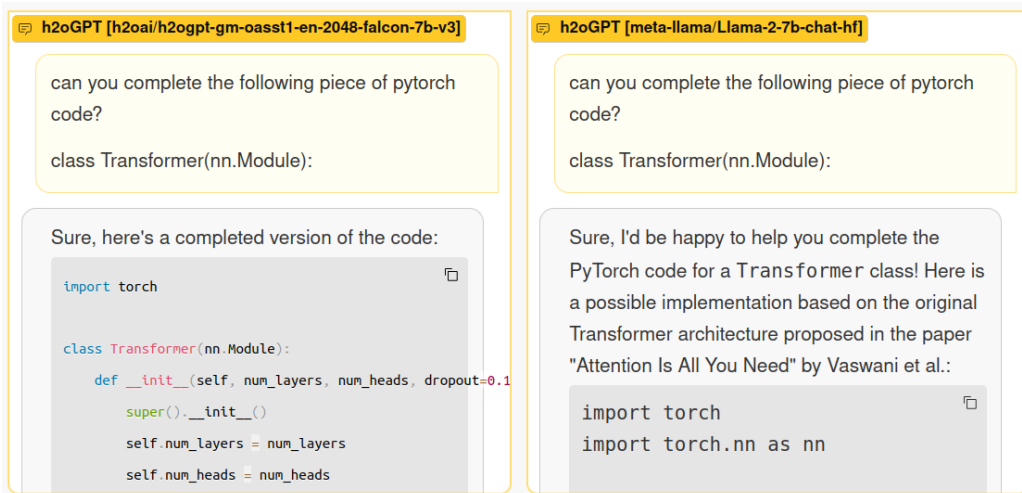 h2oGPT [h2oai/h2ogpt-gm-oasst1-en-2048-falcon-7b-v3]
can you complete the following piece of pytorch
code?
class Transformer(nn.Module):
Sure, here's a completed version of the code:
import torch
class Transformer(nn.Module):
    def __init__(self, num_layers, num_heads, dropout=0.1
        super().__init__()
        self.num_layers = num_layers
        self.num_heads = num_heads
h2oGPT [meta-llama/Llama-2-7b-chat-hf]
can you complete the following piece of pytorch
code?
class Transformer(nn.Module):
Sure, I'd be happy to help you complete the
PyTorch code for a Transformer class! Here is
a possible implementation based on the original
Transformer architecture proposed in the paper
"Attention Is All You Need" by Vaswani et al.:
import torch
import torch.nn as nn